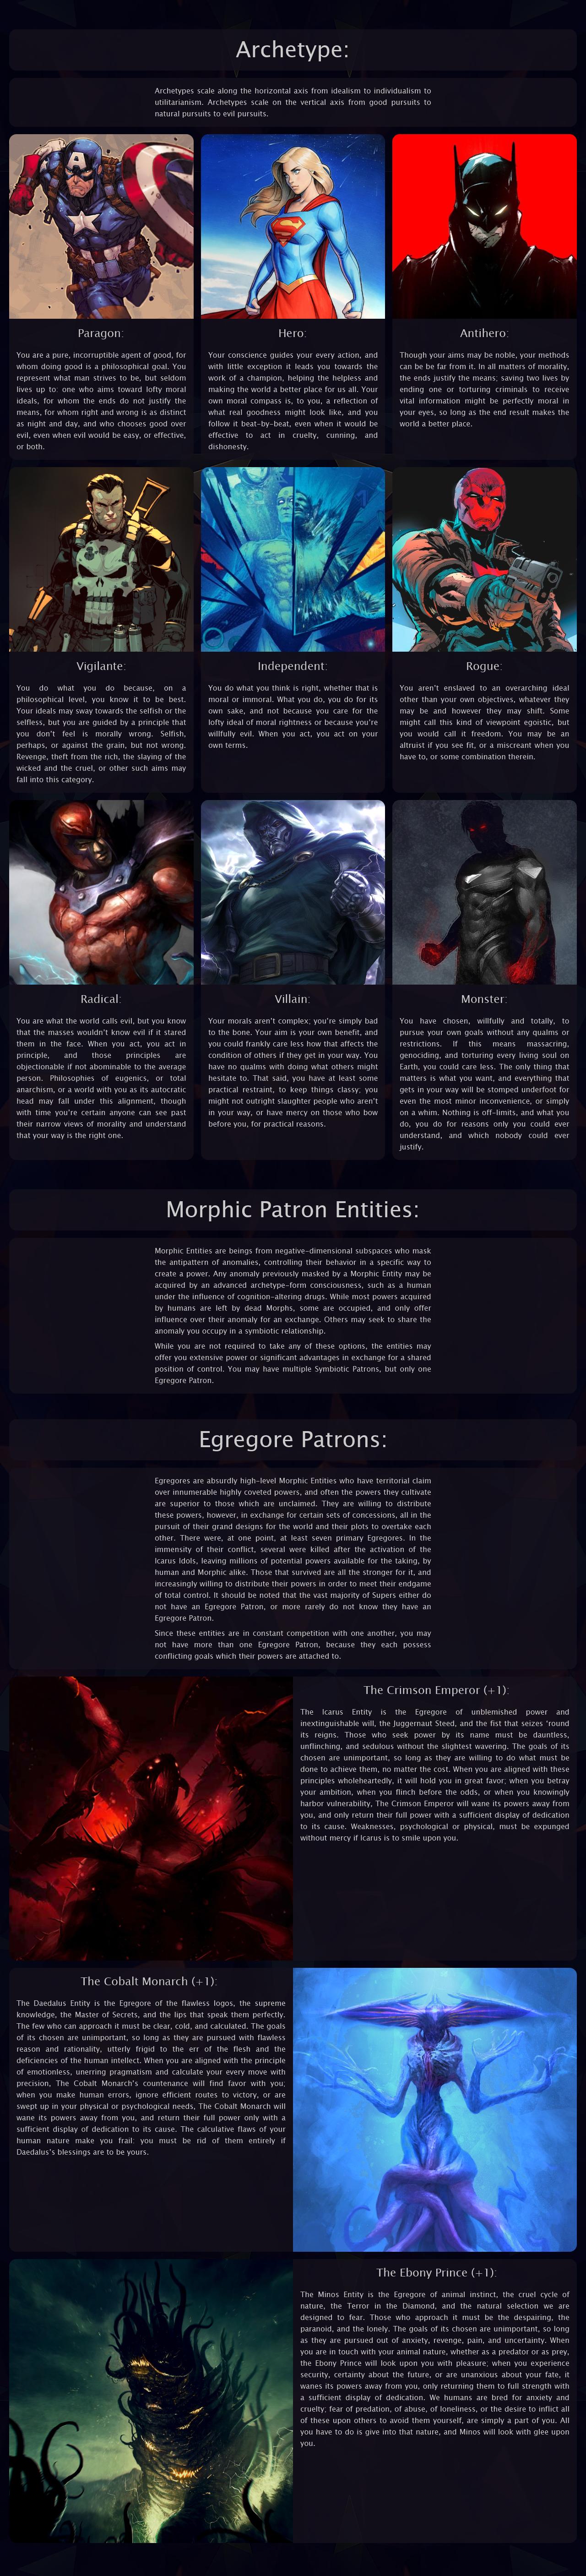 Archetype:
Archetypes scale along the horizontal axis from idealism to individualism to
utilitarianism. Archetypes scale on the vertical axis from good pursuits to
natural pursuits to evil pursuits.
Paragon:
You are a pure, incorruptible agent of good, for
whom doing good is a philosophical goal. You
represent what man strives to be, but seldom
lives up to: one who aims toward lofty moral
ideals, for whom the ends do not justify the
means, for whom right and wrong is as distinct
as night and day, and who chooses good over
evil, even when evil would be easy, or effective,
or both.
Hero:
Your conscience guides your every action, and
with little exception it leads you towards the
work of a champion, helping the helpless and
making the world a better place for us all. Your
own moral compass is, to you, a reflection of
what real goodness might look like, and you
follow it beat-by-beat, even when it would be
effective to act in cruelty, cunning, and
dishonesty.
Antihero:
Though your aims may be noble, your methods
can be be far from it. In all matters of morality,
the ends justify the means; saving two lives by
ending one or torturing criminals to receive
vital information might be perfectly moral in
your eyes, so long as the end result makes the
world a better place.
Vigilante:
You do what you do because, on a
philosophical level, you know it to be best.
Your ideals may sway towards the selfish or the
selfless, but you are guided by a principle that
you don't feel is morally wrong. Selfish,
perhaps, or against the grain, but not wrong.
Revenge, theft from the rich, the slaying of the
wicked and the cruel, or other such aims may
fall into this category.
Independent:
You do what you think is right, whether that is
moral or immoral. What you do, you do for its
own sake, and not because you care for the
lofty ideal of moral rightness or because you're
willfully evil. When you act, you act on your
own terms.
Rogue:
You aren't enslaved to an overarching ideal
other than your own objectives, whatever they
may be and however they may shift. Some
might call this kind of viewpoint egoistic, but
you would call it freedom. You may be an
altruist if you see fit, or a miscreant when you
have to, or some combination therein.
Radical:
You are what the world calls evil, but you know
that the masses wouldn't know evil if it stared
them in the face. When you act, you act in
principle, and those principles are
objectionable if not abominable to the average
person. Philosophies of eugenics, or total
anarchism, or a world with you as its autocratic
head may fall under this alignment, though
with time you're certain anyone can see past
their narrow views of morality and understand
that your way is the right one.
Villain:
Your morals aren't complex; you're simply bad
to the bone. Your aim is your own benefit, and
you could frankly care less how that affects the
condition of others if they get in your way. You
have no qualms with doing what others might
hesitate to. That said, you have at least some
practical restraint, to keep things classy; you
might not outright slaughter people who aren't
in your way, or have mercy on those who bow
before you, for practical reasons.
Monster:
You have chosen, willfully and totally, to
pursue your own goals without any qualms or
restrictions. If this means massacring,
genociding, and torturing every living soul on
Earth, you could care less. The only thing that
matters is what you want, and everything that
gets in your way will be stomped underfoot for
even the most minor inconvenience, or simply
on a whim. Nothing is off-limits, and what you
do, you do for reasons only you could ever
understand, and which nobody could ever
justify.
Morphic Patron Entities:
Morphic Entities are beings from negative-dimensional subspaces who mask
the antipattern of anomalies, controlling their behavior in a specific way to
create a power. Any anomaly previously masked by a Morphic Entity may be
acquired by an advanced archetype-form consciousness, such as a human
under the influence of cognition-altering drugs. While most powers acquired
by humans are left by dead Morphs, some are occupied, and only offer
influence over their anomaly for an exchange. Others may seek to share the
anomaly you occupy in a symbiotic relationship.
While you are not required to take any of these options, the entities may
offer you extensive power or significant advantages in exchange for a shared
position of control. You may have multiple Symbiotic Patrons, but only one
Egregore Patron.
Egregore Patrons:
Egregores are absurdly high-level Morphic Entities who have territorial claim
over innumerable highly coveted powers, and often the powers they cultivate
are superior to those which are unclaimed. They are willing to distribute
these powers, however, in exchange for certain sets of concessions, all in the
pursuit of their grand designs for the world and their plots to overtake each
other. There were, at one point, at least seven primary Egregores. In the
immensity of their conflict, several were killed after the activation of the
Icarus Idols, leaving millions of potential powers available for the taking, by
human and Morphic alike. Those that survived are all the stronger for it, and
increasingly willing to distribute their powers in order to meet their endgame
of total control. It should be noted that the vast majority of Supers either do
not have an Egregore Patron, or more rarely do not know they have an
Egregore Patron.
Since these entities are in constant competition with one another, you may
not have more than one Egregore Patron, because they each possess
conflicting goals which their powers are attached to.
The Crimson Emperor (+1):
The Icarus Entity is the Egregore of unblemished power and
inextinguishable will, the Juggernaut Steed, and the fist that seizes 'round
its reigns. Those who seek power by its name must be dauntless,
unflinching, and sedulous without the slightest wavering. The goals of its
chosen are unimportant, so long as they are willing to do what must be
done to achieve them, no matter the cost. When you are aligned with these
principles wholeheartedly, it will hold you in great favor; when you betray
your ambition, when you flinch before the odds, or when you knowingly
harbor vulnerability, The Crimson Emperor will wane its powers away from
you, and only return their full power with a sufficient display of dedication
to its cause. Weaknesses, psychological or physical, must be expunged
without mercy if Icarus is to smile upon you.
The Cobalt Monarch (+1):
The Daedalus Entity is the Egregore of the flawless logos, the supreme
knowledge, the Master of Secrets, and the lips that speak them perfectly.
The few who can approach it must be clear, cold, and calculated. The goals
of its chosen are unimportant, so long as they are pursued with flawless
reason and rationality, utterly frigid to the err of the flesh and the
deficiencies of the human intellect. When you are aligned with the principle
of emotionless, unerring pragmatism and calculate your every move with
precision, The Cobalt Monarch's countenance will find favor with you;
when you make human errors, ignore efficient routes to victory, or are
swept up in your physical or psychological needs, The Cobalt Monarch will
wane its powers away from you, and return their full power only with a
sufficient display of dedication to its cause. The calculative flaws of your
human nature make you frail: you must be rid of them entirely if
Daedalus's blessings are to be yours.
The Ebony Prince (+1):
The Minos Entity is the Egregore of animal instinct, the cruel cycle of
nature, the Terror in the Diamond, and the natural selection we are
designed to fear. Those who approach it must be the despairing, the
paranoid, and the lonely. The goals of its chosen are unimportant, so long
as they are pursued out of anxiety, revenge, pain, and uncertainty. When
you are in touch with your animal nature, whether as a predator or as prey,
the Ebony Prince will look upon you with pleasure; when you experience
security, certainty about the future, or are unanxious about your fate, it
wanes its powers away from you, only returning them to full strength with
a sufficient display of dedication. We humans are bred for anxiety and
cruelty; fear of predation, of abuse, of loneliness, or the desire to inflict all
of these upon others to avoid them yourself, are simply a part of you. All
you have to do is give into that nature, and Minos will look with glee upon
you.